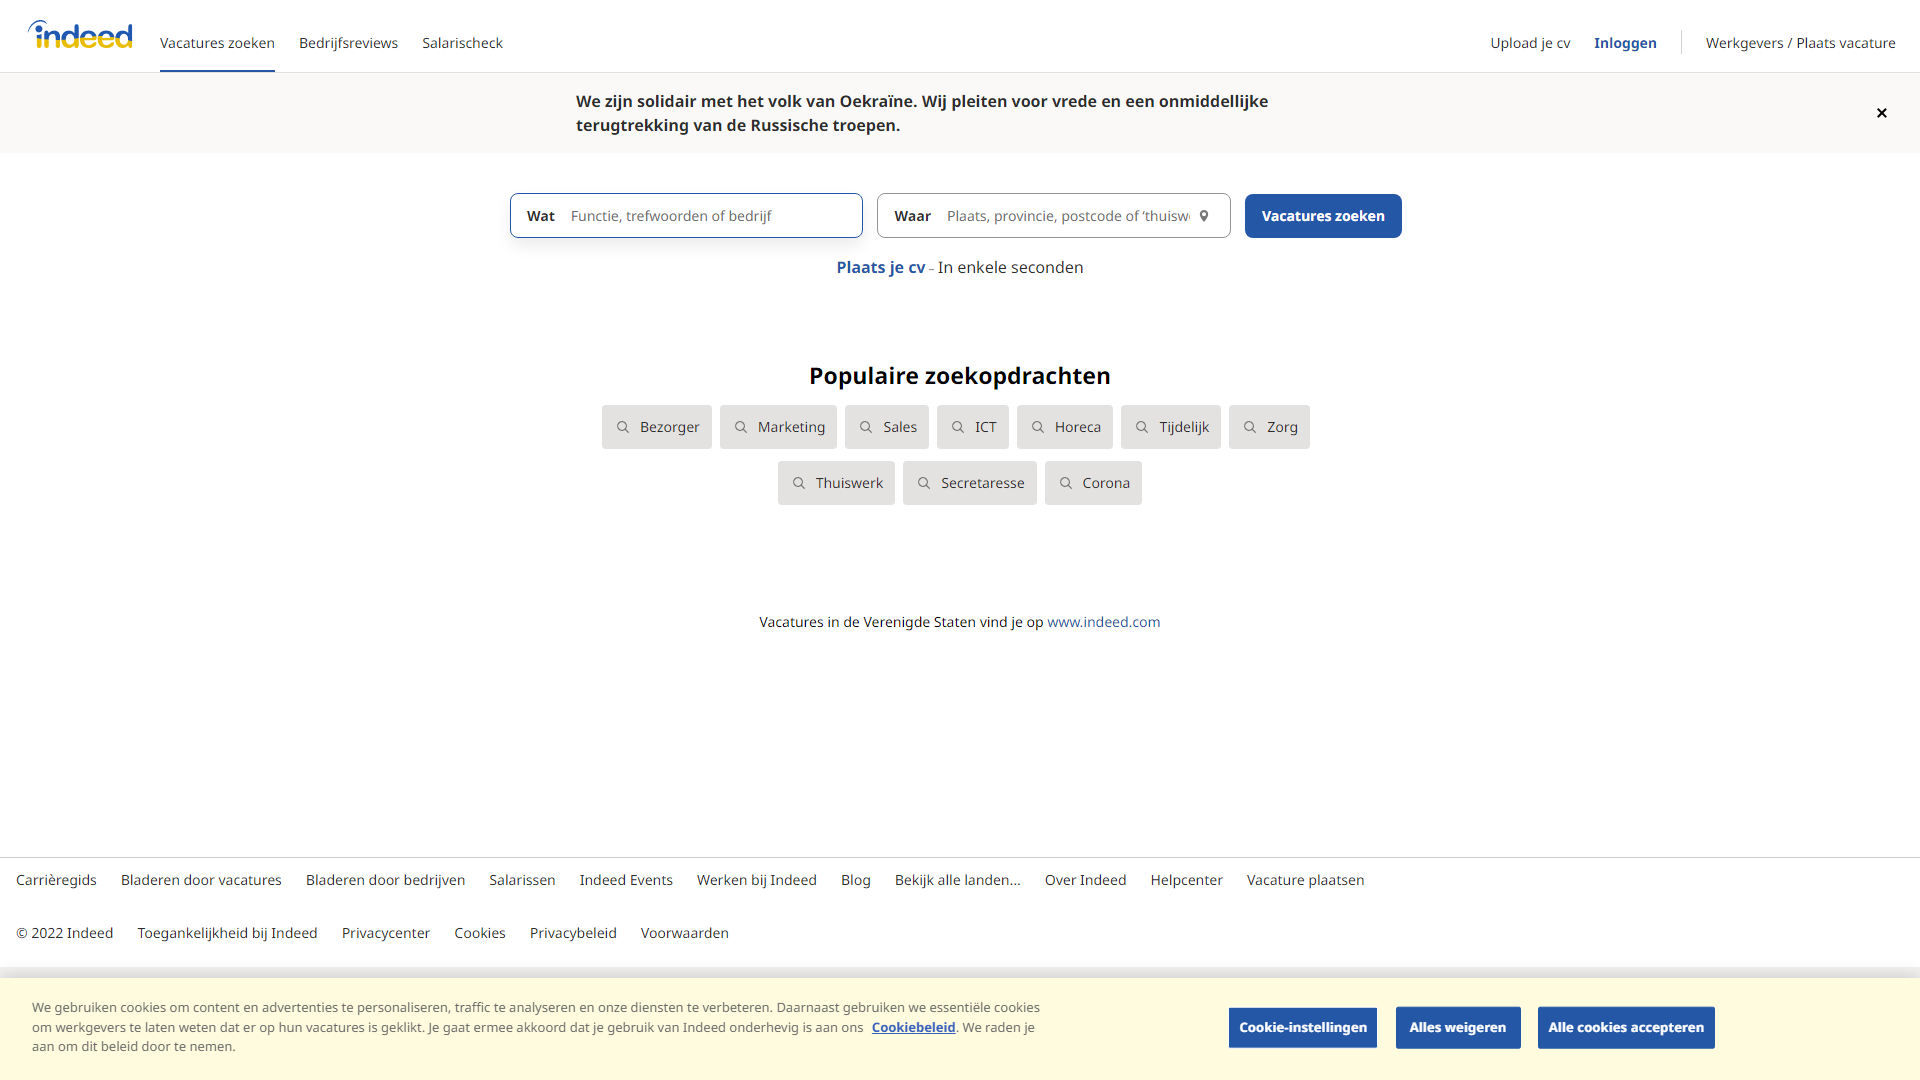 indeed
Vacatures zoeken
Bedrijfsreviews
Salarischeck
Upload je cv
Inloggen
Werkgevers / Plaats vacature
We zijn solidair met het volk van Oekraïne. Wij pleiten voor vrede en een onmiddellijke
terugtrekking van de Russische troepen.
Wat Functie, trefwoorden of bedrijf
Waar Plaats, provincie, postcode of ‘thuisw
Vacatures zoeken
Plaats je cv – In enkele seconden
Populaire zoekopdrachten
Bezorger
Marketing
Sales
ICT
Horeca
Tijdelijk
Zorg
Thuiswerk
Secretaresse
Corona
Vacatures in de Verenigde Staten vind je op www.indeed.com
Carrièregids
Bladeren door vacatures
Bladeren door bedrijven
Salarissen
Indeed Events
Werken bij Indeed
Blog
Bekijk alle landen...
Over Indeed
Helpcenter
Vacature plaatsen
© 2022 Indeed
Toegankelijkheid bij Indeed
Privacycenter
Cookies
Privacybeleid
Voorwaarden
We gebruiken cookies om content en advertenties te personaliseren, traffic te analyseren en onze diensten te verbeteren. Daarnaast gebruiken we essentiële cookies
om werkgevers te laten weten dat er op hun vacatures is geklikt. Je gaat ermee akkoord dat je gebruik van Indeed onderhevig is aan ons Cookiebeleid. We raden je
aan om dit beleid door te nemen.
Cookie-instellingen
Alles weigeren
Alle cookies accepteren